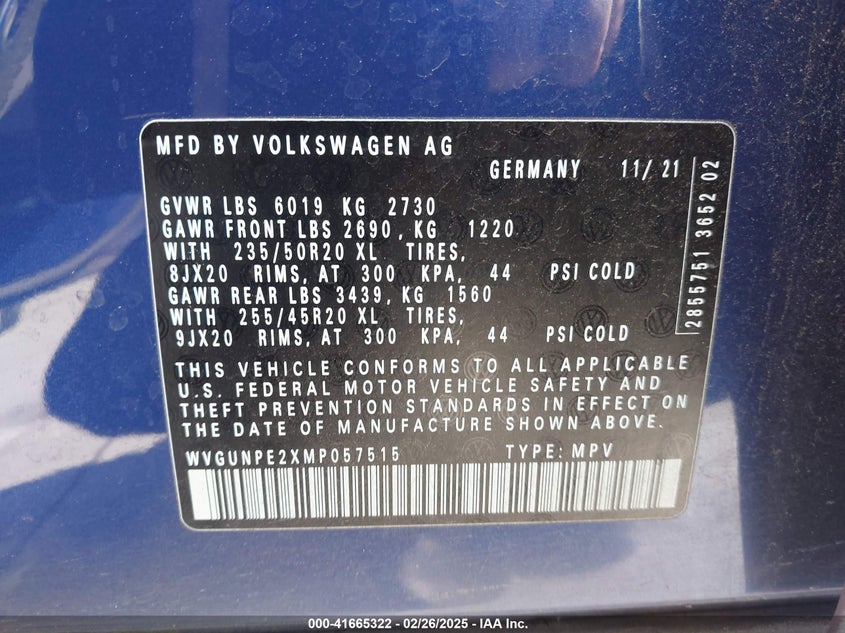 MFD BY VOLKSWAGEN AG
GERMANY 11/21
GVWR LBS 6019 KG 2730
GAWR FRONT LBS 2690, KG 1220
WITH 235/50R20 XL TIRES,
8JX20 RIMS, AT 300 KPA, 44 PSI COLD
GAWR REAR LBS 3439, KG 1560
WITH 255/45R20 XL TIRES,
9JX20 RIMS, AT 300 KPA, 44 PSI COLD
THIS VEHICLE CONFORMS TO ALL APPLICABLE
U.S. FEDERAL MOTOR VEHICLE SAFETY AND
THEFT PREVENTION STANDARDS IN EFFECT ON
THE DATE OF MANUFACTURE SHOWN ABOVE.
WVGUNPE2XMP057515 TYPE: MPV
2855751 3652 02
000-41665322 - 02/26/2025 - IAA Inc.